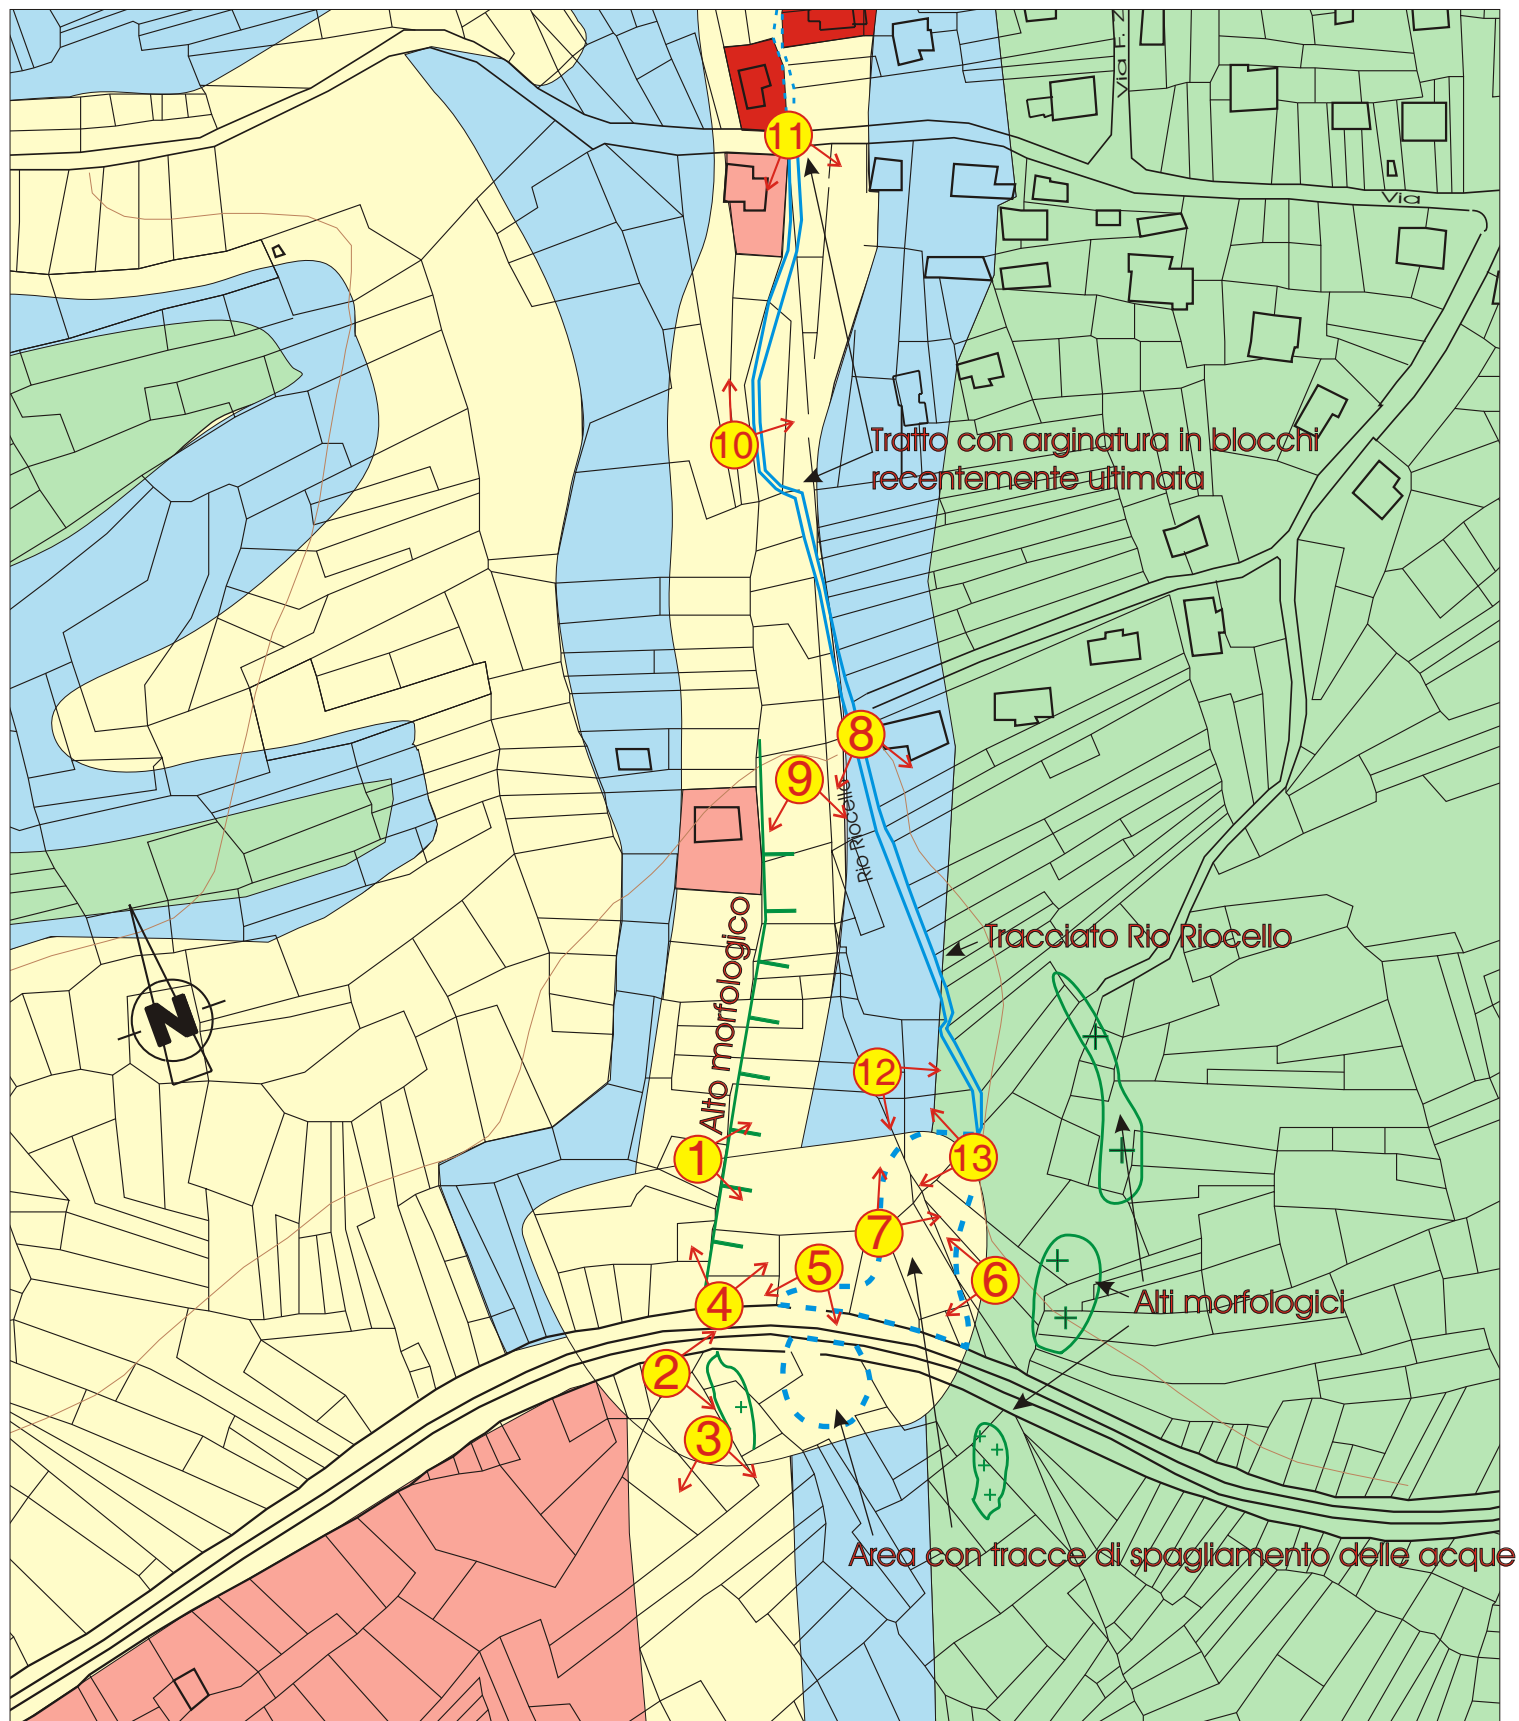 Via F. Z
11
Via
10
Tratto con arginatura in blocchi
recentemente ultimata
8
9
Rio Riocello
Alto morfologico
Tracciato Rio Riocello
N
12
1
13
7
5
6
4
Alti morfologici
2
3
Area con tracce di spagliamento delle acque